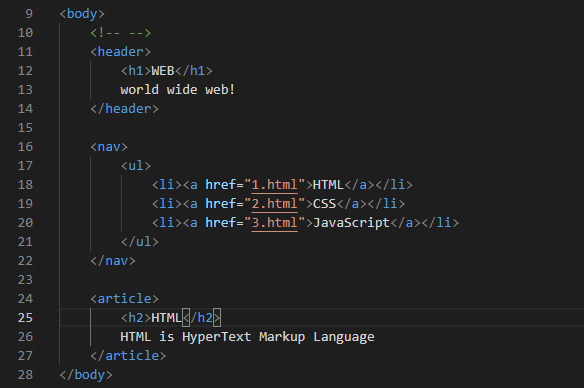 9 <body>
10 <!-- -->
11 <header>
12 <h1>WEB</h1>
13 world wide web!
14 </header>
15
16 <nav>
17 <ul>
18 <li><a href="1.html">HTML</a></li>
19 <li><a href="2.html">CSS</a></li>
20 <li><a href="3.html">JavaScript</a></li>
21 </ul>
22 </nav>
23
24 <article>
25 <h2>HTML</h2>
26 HTML is HyperText Markup Language
27 </article>
28 </body>